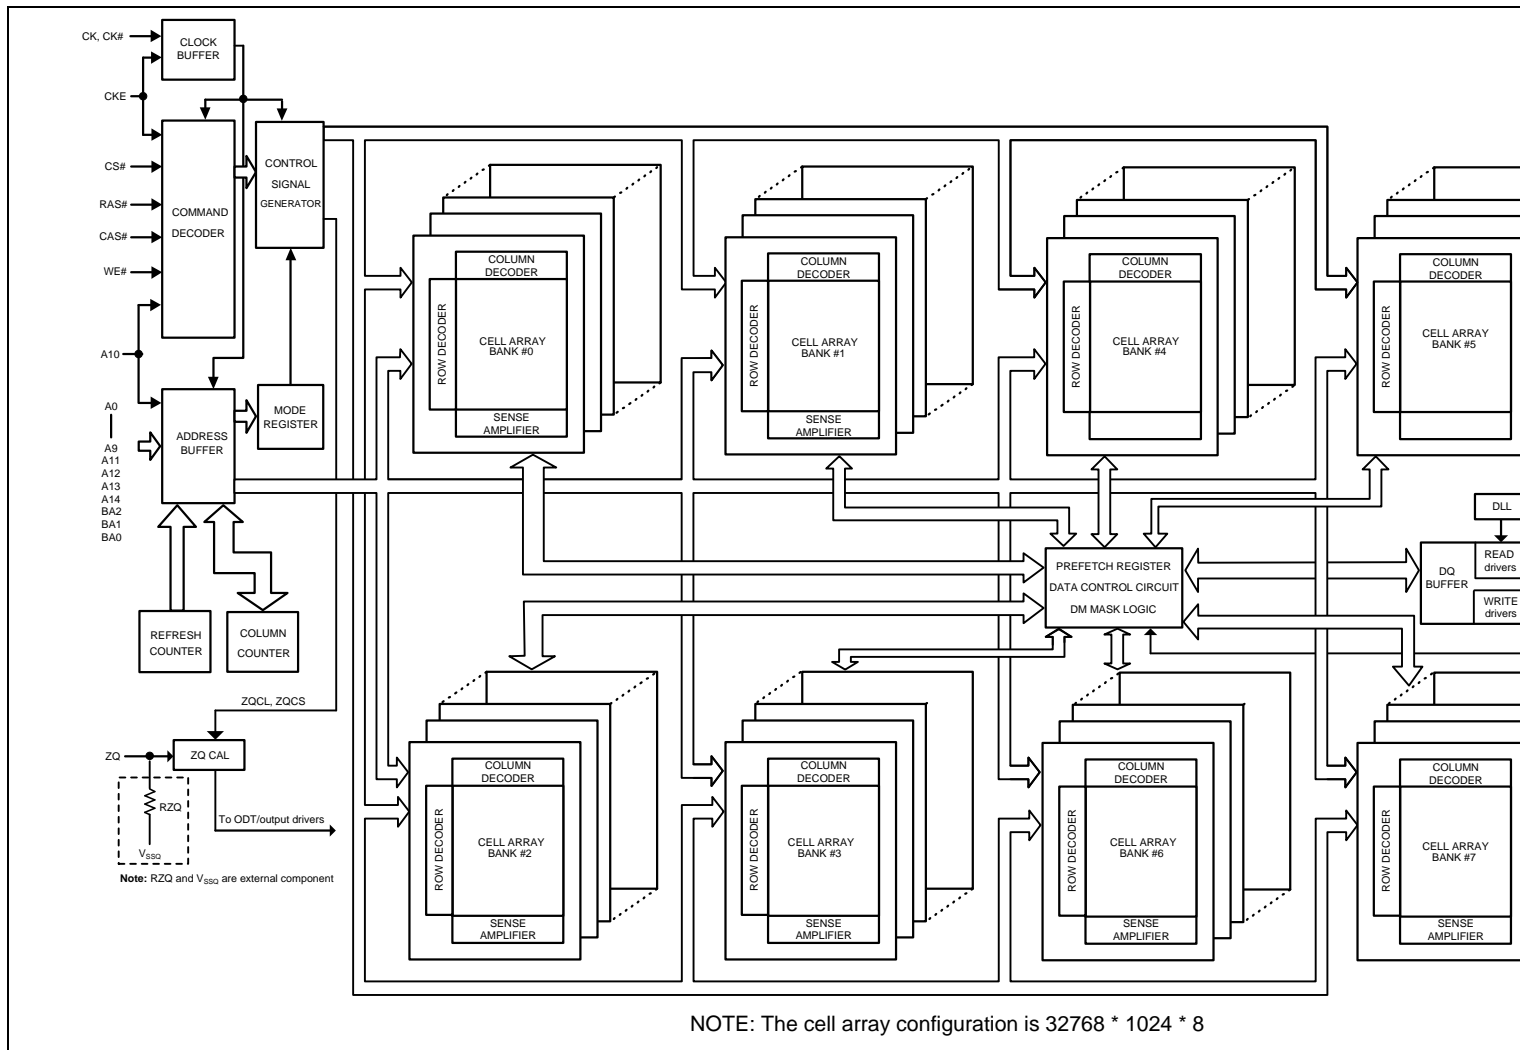 CK, CK#
CLOCK
BUFFER
CKE
CS#
RAS#
CAS#
WE#
COMMAND
DECODER
CONTROL
SIGNAL
GENERATOR
A10
A0
A9
A11
A12
A13
A14
BA2
BA1
BA0
ADDRESS
BUFFER
MODE
REGISTER
REFRESH
COUNTER
COLUMN
COUNTER
ZQCL, ZQCS
ZQ
ZQ CAL
RZQ
VSSQ
To ODT/output drivers
Note: RZQ and VSSQ are external component
COLUMN
DECODER
ROW DECODER
CELL ARRAY
BANK #0
SENSE
AMPLIFIER
COLUMN
DECODER
ROW DECODER
CELL ARRAY
BANK #1
SENSE
AMPLIFIER
COLUMN
DECODER
ROW DECODER
CELL ARRAY
BANK #4
COLUMN
DECODER
ROW DECODER
CELL ARRAY
BANK #5
PREFETCH REGISTER
DATA CONTROL CIRCUIT
DM MASK LOGIC
DLL
DQ
BUFFER
READ
drivers
WRITE
drivers
COLUMN
DECODER
ROW DECODER
CELL ARRAY
BANK #2
SENSE
AMPLIFIER
COLUMN
DECODER
ROW DECODER
CELL ARRAY
BANK #3
SENSE
AMPLIFIER
COLUMN
DECODER
ROW DECODER
CELL ARRAY
BANK #6
SENSE
AMPLIFIER
COLUMN
DECODER
ROW DECODER
CELL ARRAY
BANK #7
SENSE
AMPLIFIER
NOTE: The cell array configuration is 32768 * 1024 * 8